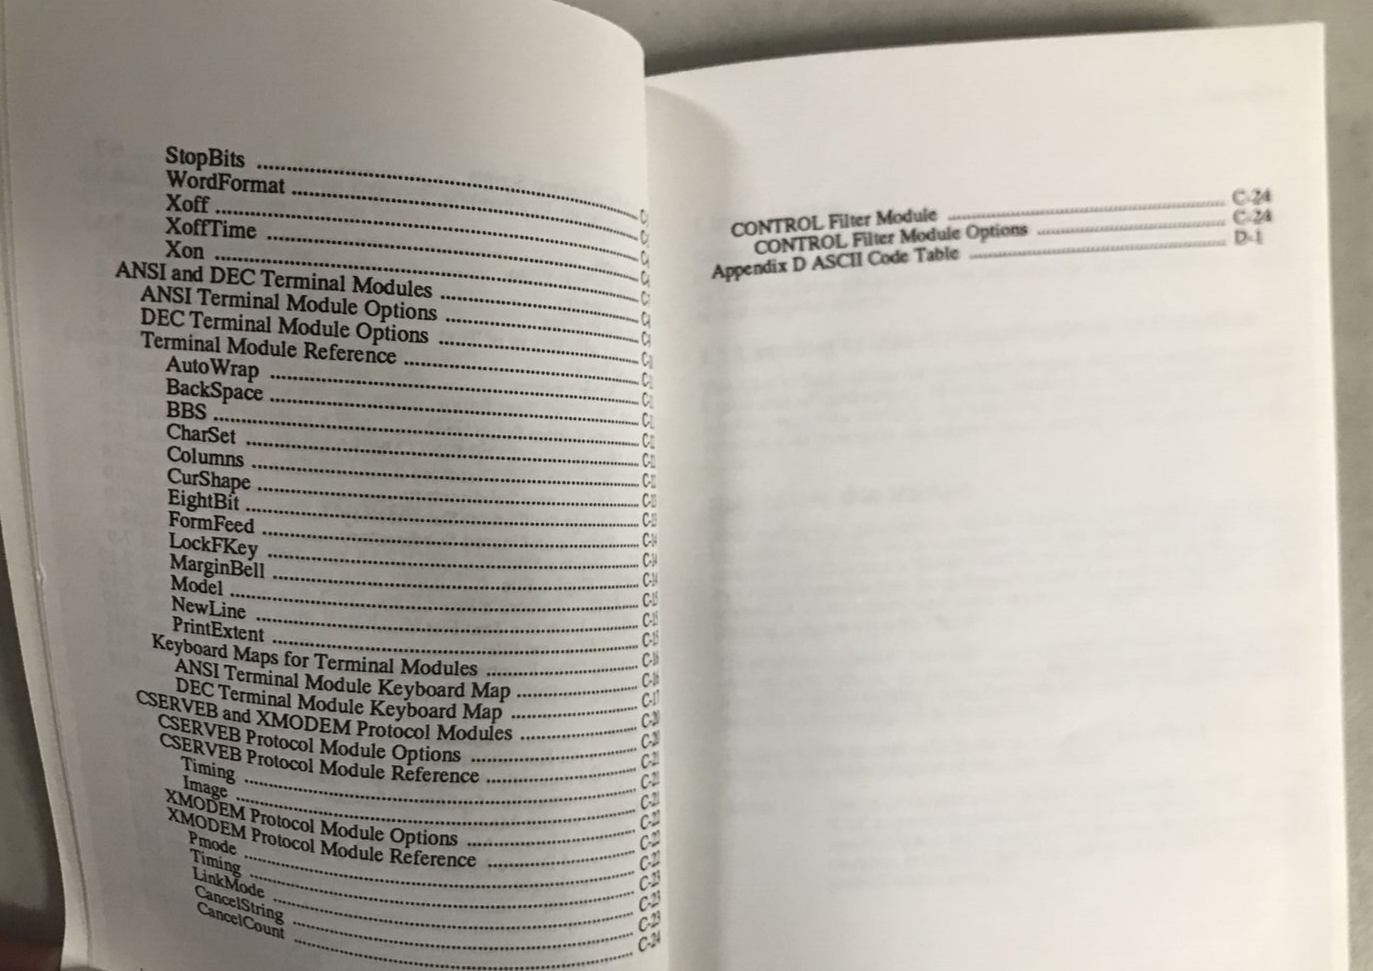 StopBits
WordFormat
Xoff
XoffTime
Xon
ANSI and DEC Terminal Modules
ANSI Terminal Module Options
DEC Terminal Module Options
Terminal Module Reference
AutoWrap
BackSpace
BBS
CharSet
Columns
CurShape
EightBit
FormFeed
LockFKey
MarginBell
Model
NewLine
PrintExtent
Keyboard Maps for Terminal Modules
ANSI Terminal Module Keyboard Map
DEC Terminal Module Keyboard Map
CSERVEB and XMODEM Protocol Modules
CSERVEB Protocol Module Options
CSERVEB Protocol Module Reference
Timing
Image
XMODEM Protocol Module Options
XMODEM Protocol Module Reference
Pmode
Timing
LinkMode
CancelString
CancelCount
CONTROL Filter Module ........ C-24
CONTROL Filter Module Options ........ C-24
Appendix D ASCII Code Table ........ D-1